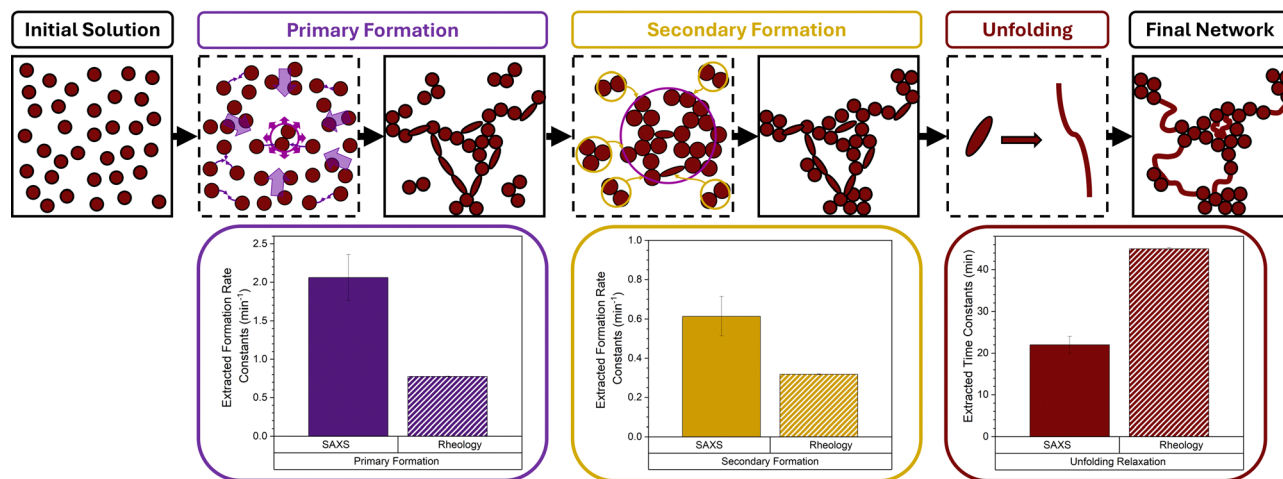 Initial Solution
Primary Formation
Secondary Formation
Unfolding
Final Network
Extracted Formation Rate
Constants (min⁻¹)
2.5
2.0
1.5
1.0
0.5
0.0
SAXS
Rheology
Primary Formation
Extracted Formation Rate
Constants (min⁻¹)
1.0
0.8
0.6
0.4
0.2
0.0
SAXS
Rheology
Secondary Formation
Extracted Time Constants (min)
40
20
0
SAXS
Rheology
Unfolding Relaxation